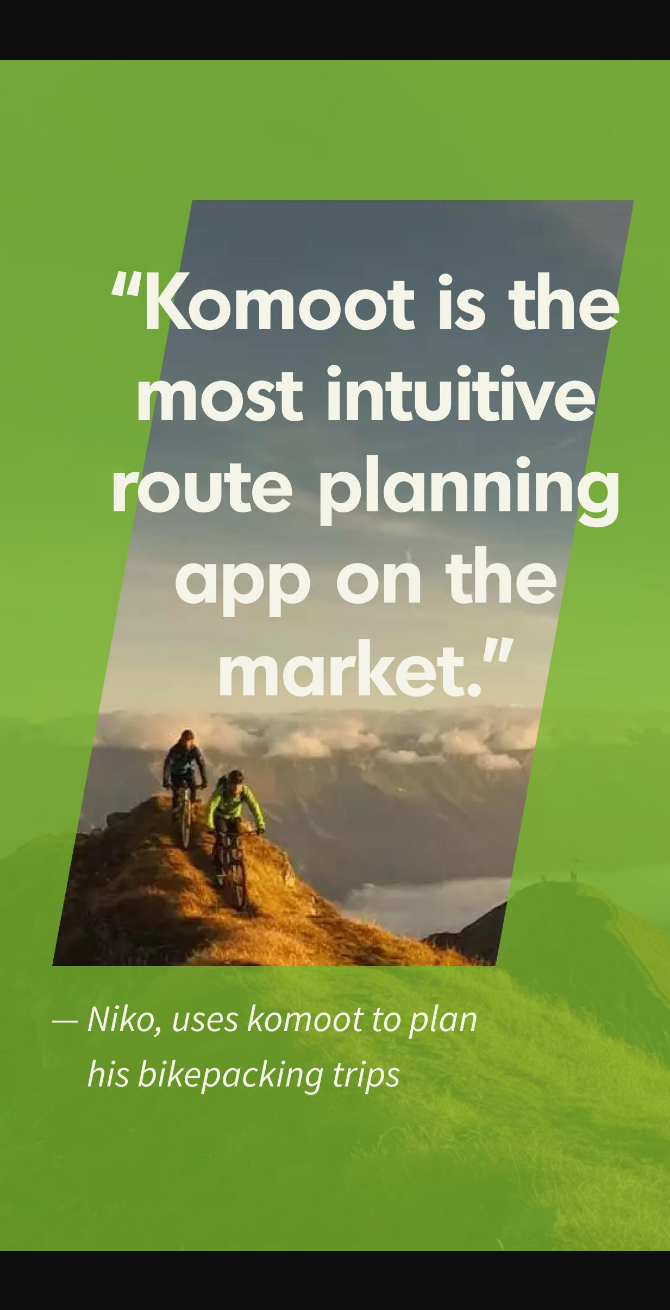 “Komoot is the
most intuitive
route planning
app on the
market.”
— Niko, uses komoot to plan
his bikepacking trips